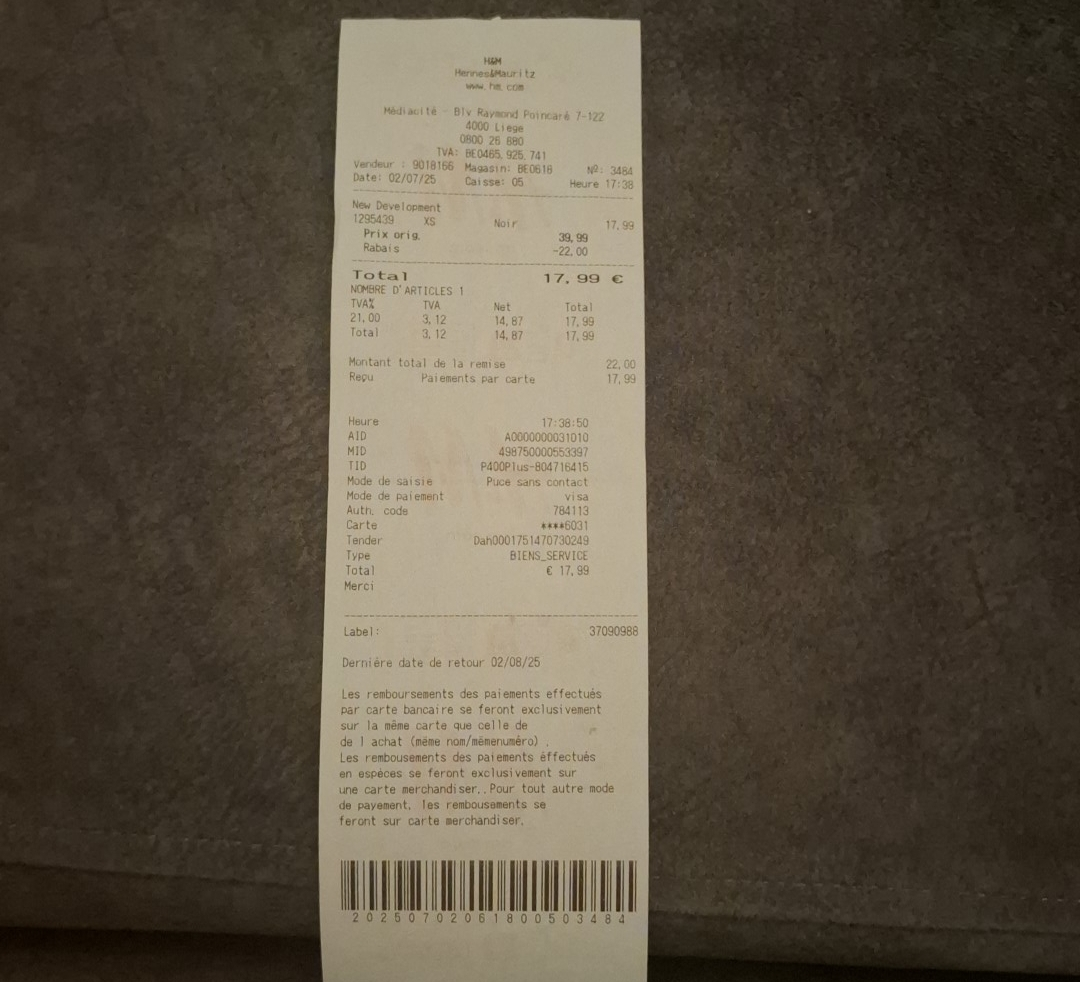 H&M
Hennes&Mauritz
www.hm.com
Médiacité - Blv Raymond Poincaré 7-122
4000 Liege
0800 26 880
TVA: BE0465.925.741
Vendeur : 9018166 Magasin: BE0618 Nº: 3484
Date: 02/07/25 Caisse: 05 Heure 17:38
New Development
1295439 XS Noir 17,99
Prix orig. 39,99
Rabais -22,00
Total 17,99 €
NOMBRE D'ARTICLES 1
TVA% TVA Net Total
21,00 3,12 14,87 17,99
Total 3,12 14,87 17,99
Montant total de la remise 22,00
Reçu Paiements par carte 17,99
Heure 17:38:50
AID A0000000031010
MID 498750000553397
TID P400Plus-804716415
Mode de saisie Puce sans contact
Mode de paiement visa
Auth. code 784113
Carte ****6031
Tender Dah0001751470730249
Type BIENS_SERVICE
Total € 17,99
Merci
Label: 37090988
Derniére date de retour 02/08/25
Les remboursements des paiements effectués
par carte bancaire se feront exclusivement
sur la même carte que celle de
de l achat (même nom/mêmenuméro) .
Les rembousements des paiements éffectués
en espéces se feront exclusivement sur
une carte merchandiser..Pour tout autre mode
de payement, les rembousements se
feront sur carte merchandiser.
2025070206180 0503484